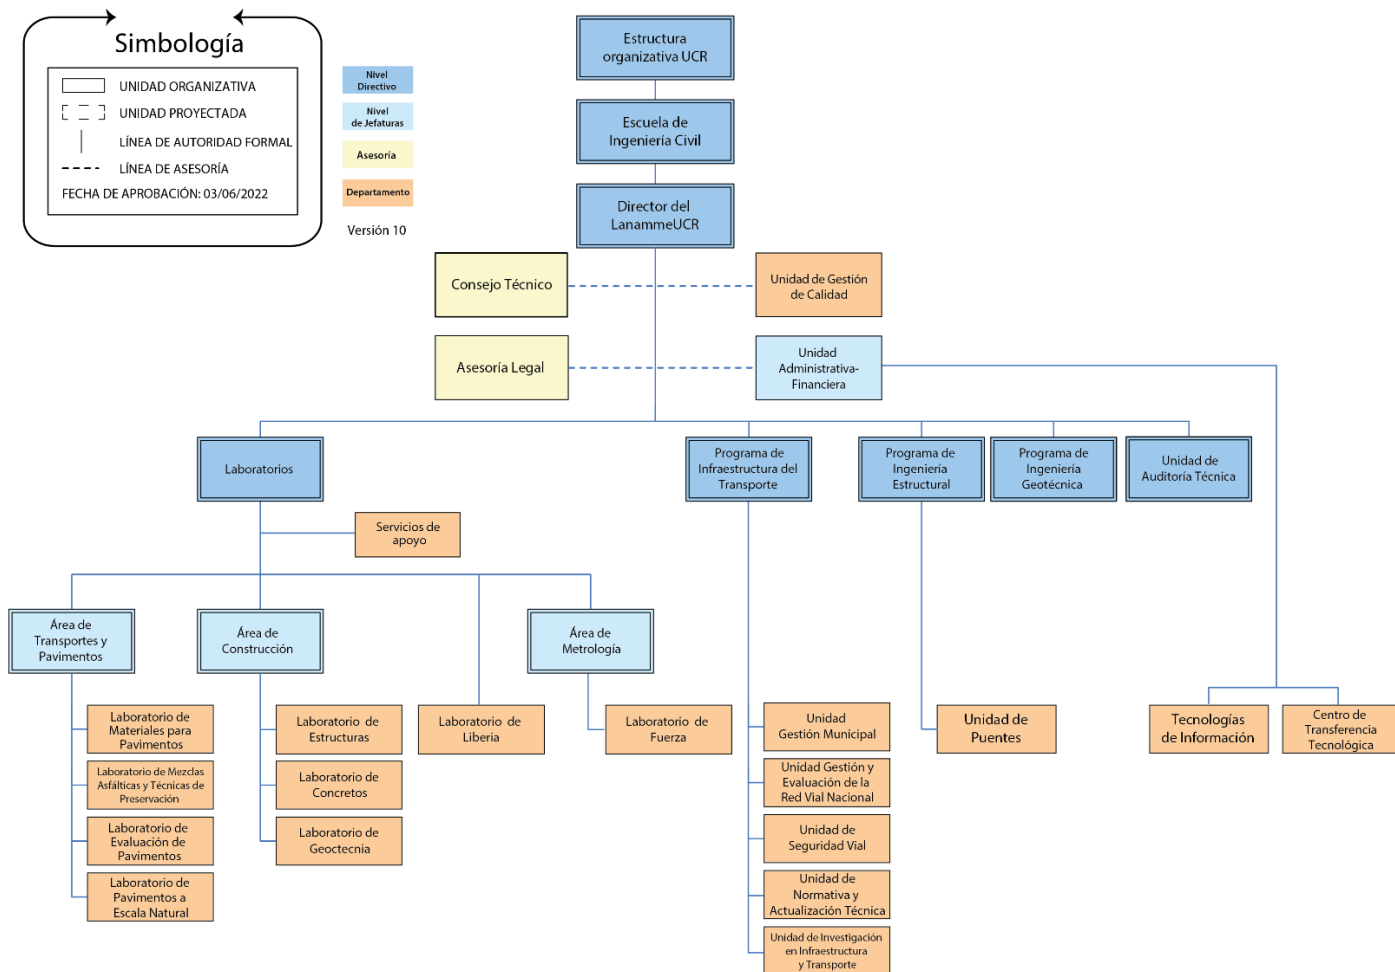 Simbología
UNIDAD ORGANIZATIVA
UNIDAD PROYECTADA
LÍNEA DE AUTORIDAD FORMAL
LÍNEA DE ASESORÍA
FECHA DE APROBACIÓN: 03/06/2022
Nivel
Directivo
Nivel
de Jefaturas
Asesoría
Departamento
Versión 10
Estructura
organizativa UCR
Escuela de
Ingeniería Civil
Director del
LanammeUCR
Consejo Técnico
Unidad de Gestión
de Calidad
Asesoría Legal
Unidad
Administrativa-
Financiera
Laboratorios
Programa de
Infraestructura del
Transporte
Programa de
Ingeniería
Estructural
Programa de
Ingeniería
Geotécnica
Unidad de
Auditoría Técnica
Servicios de
apoyo
Área de
Transportes y
Pavimentos
Área de
Construcción
Área de
Metrología
Laboratorio de
Materiales para
Pavimentos
Laboratorio de Mezclas
Asfálticas y Técnicas de
Preservación
Laboratorio de
Evaluación de
Pavimentos
Laboratorio de
Pavimentos a
Escala Natural
Laboratorio de
Estructuras
Laboratorio de
Concretos
Laboratorio de
Geoctecnia
Laboratorio de
Liberia
Laboratorio de
Fuerza
Unidad
Gestión Municipal
Unidad Gestión y
Evaluación de la
Red Vial Nacional
Unidad de
Seguridad Vial
Unidad de
Normativa y
Actualización Técnica
Unidad de Investigación
en Infraestructura
y Transporte
Unidad de
Puentes
Tecnologías
de Información
Centro de
Transferencia
Tecnológica